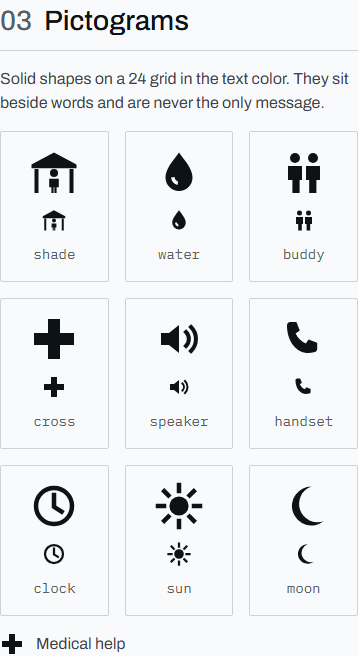 03 Pictograms
Solid shapes on a 24 grid in the text color. They sit
beside words and are never the only message.
shade
water
buddy
cross
speaker
handset
clock
sun
moon
Medical help